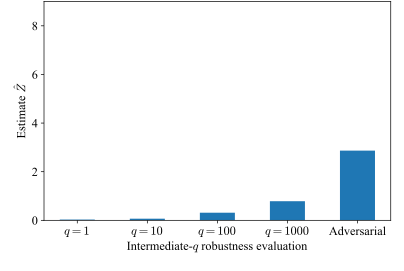 8
6
4
2
0
Estimate Ẑ
q = 1
q = 10
q = 100
q = 1000
Adversarial
Intermediate-q robustness evaluation